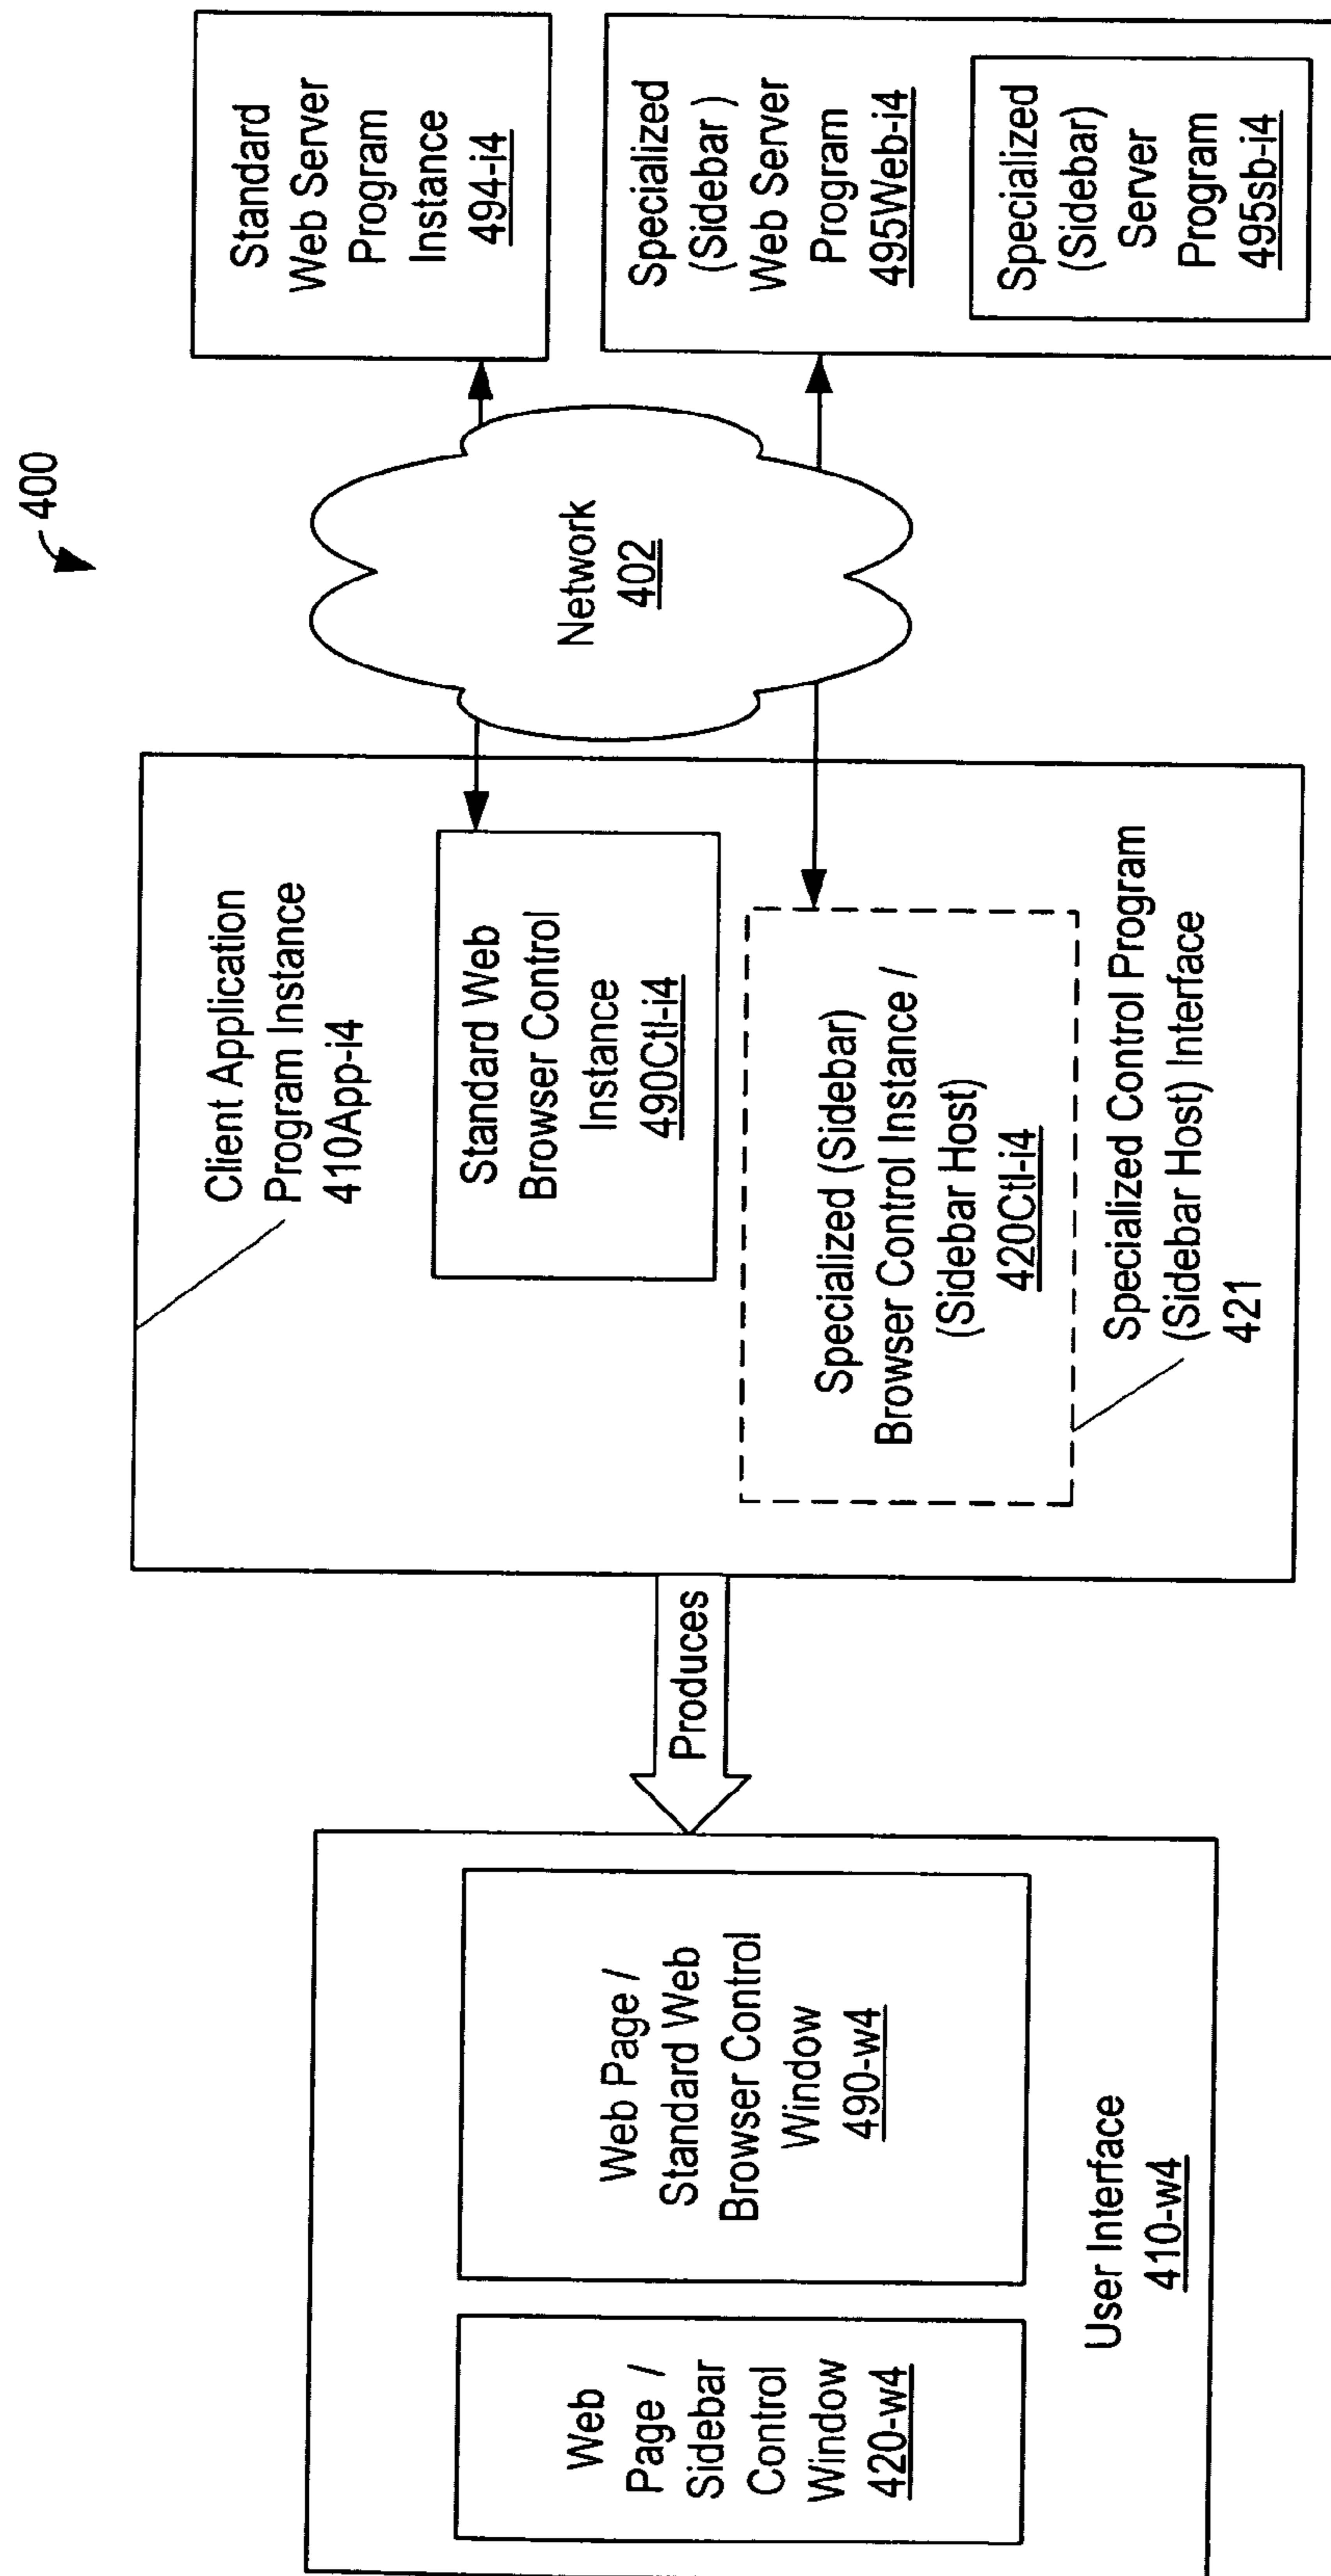 400
Web
Page /
Sidebar
Control
Window
420-w4
Web Page /
Standard Web
Browser Control
Window
490-w4
User Interface
410-w4
Produces
Client Application
Program Instance
410App-i4
Standard Web
Browser Control
Instance
490Ctl-i4
Specialized (Sidebar)
Browser Control Instance /
(Sidebar Host)
420Ctl-i4
Specialized Control Program
(Sidebar Host) Interface
421
Network
402
Standard
Web Server
Program
Instance
494-i4
Specialized
(Sidebar )
Web Server
Program
495Web-i4
Specialized
(Sidebar)
Server
Program
495sb-i4